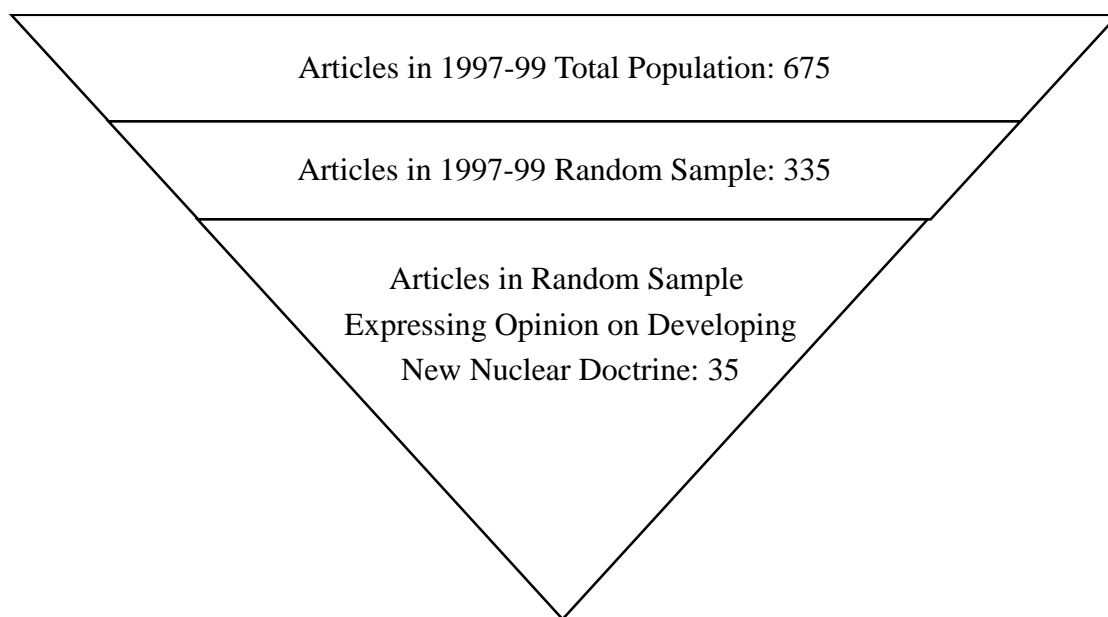 Articles in 1997-99 Total Population: 675
Articles in 1997-99 Random Sample: 335
Articles in Random Sample
Expressing Opinion on Developing
New Nuclear Doctrine: 35